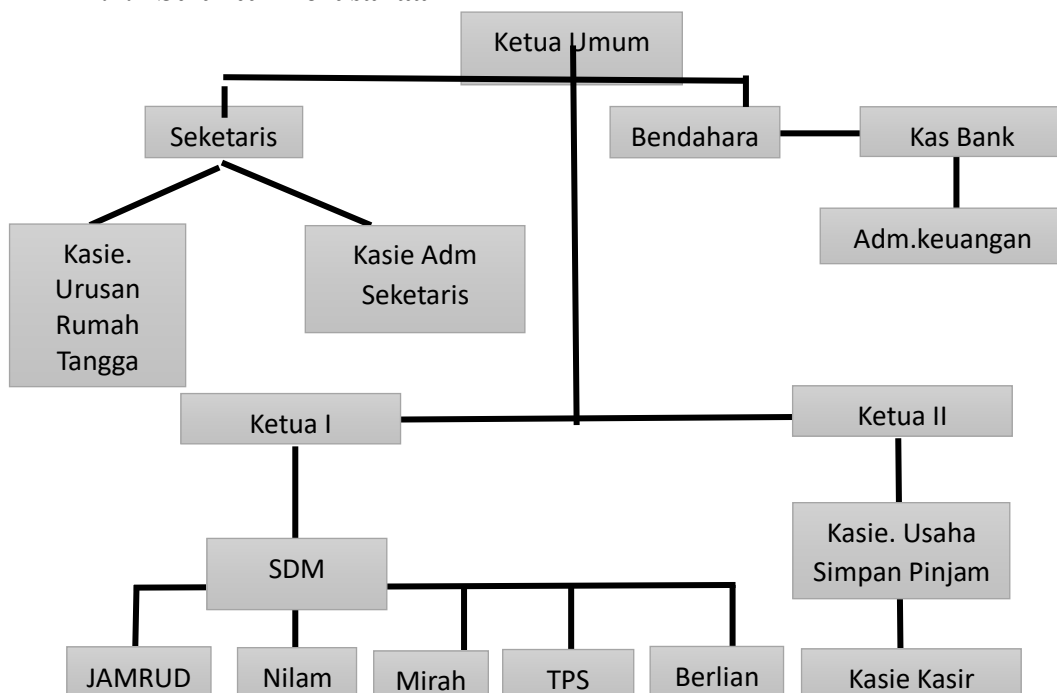 Ketua Umum
Seketaris
Bendahara
Kas Bank
Kasie.
Urusan
Rumah
Tangga
Kasie Adm
Seketaris
Adm.keuangan
Ketua I
Ketua II
SDM
Kasie. Usaha
Simpan Pinjam
JAMRUD
Nilam
Mirah
TPS
Berlian
Kasie Kasir